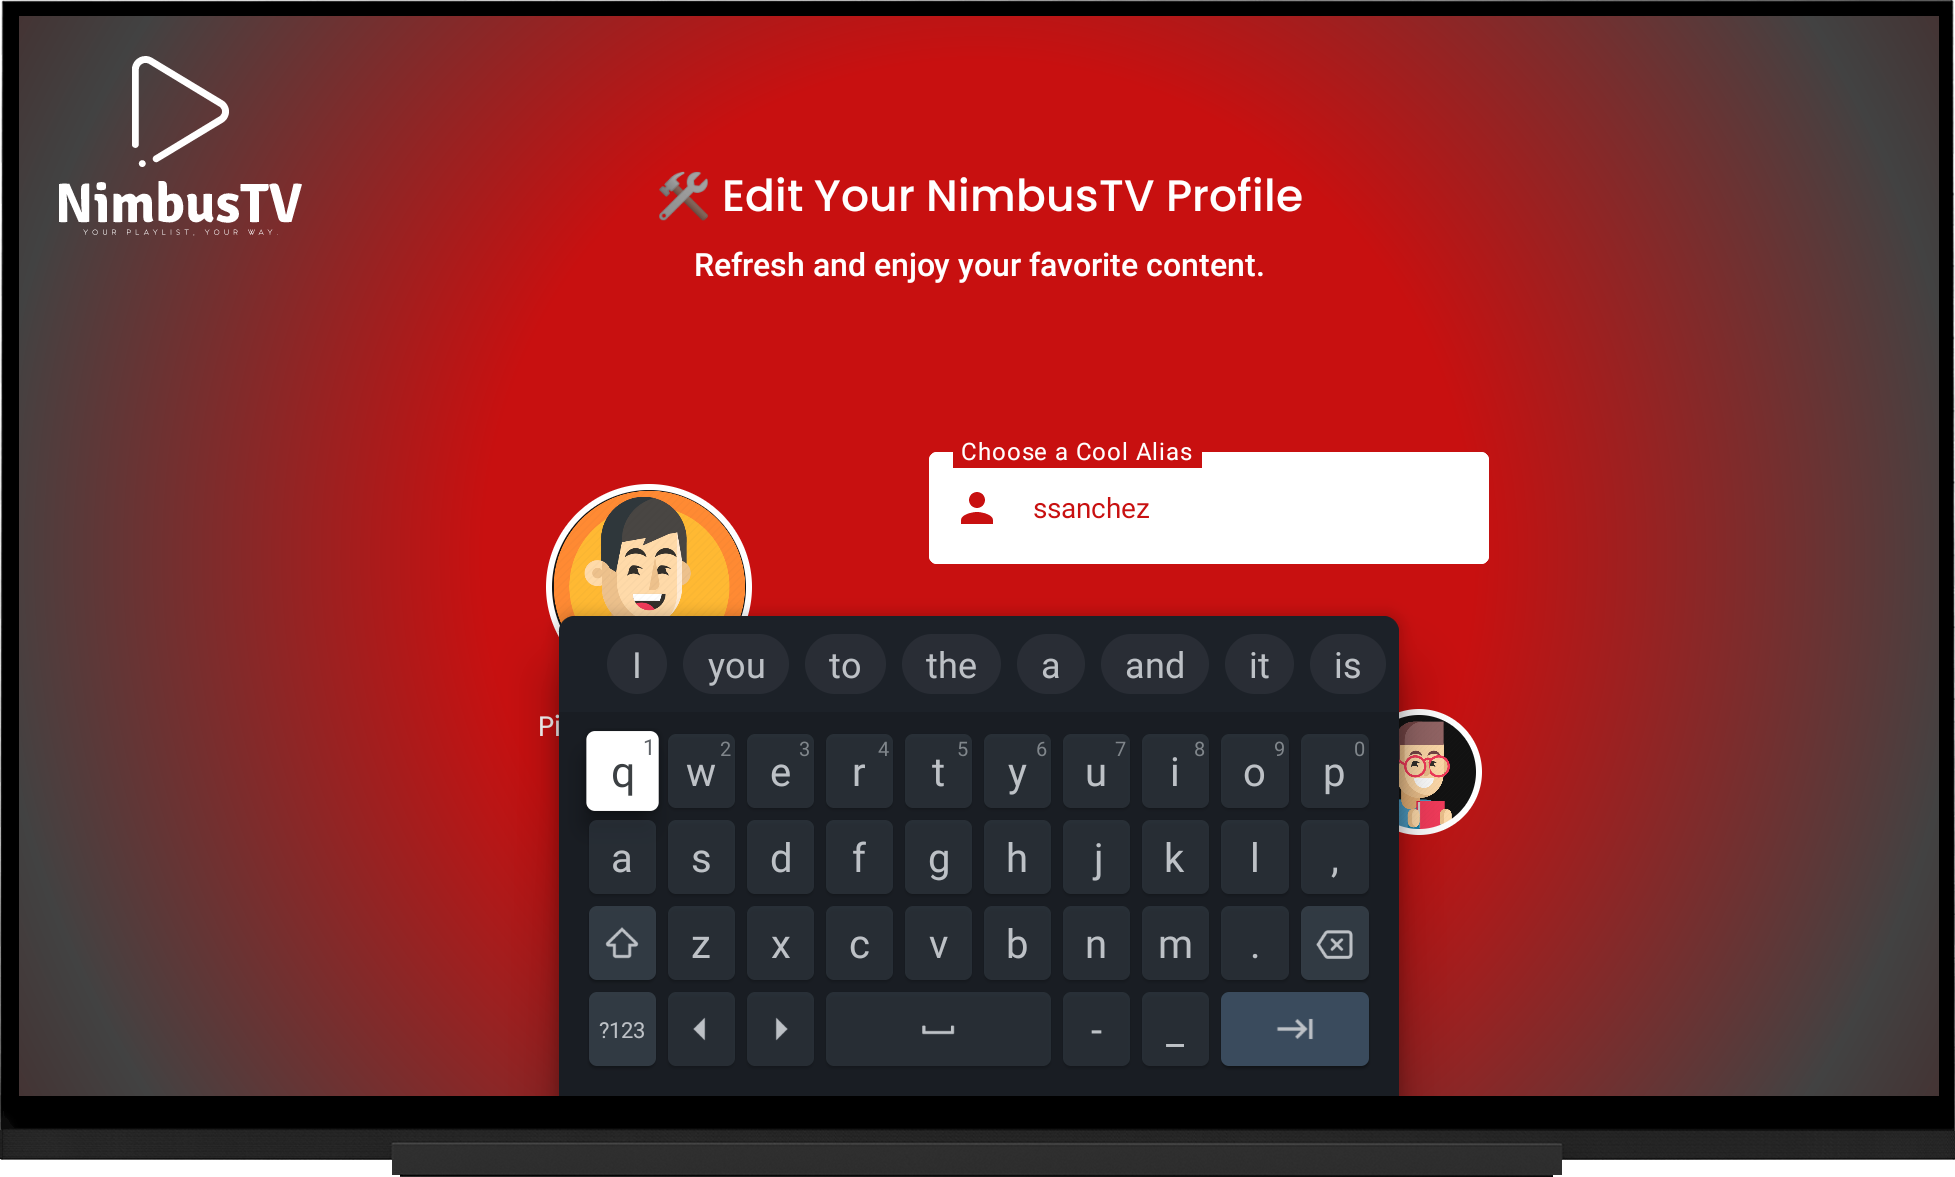 NimbusTV
YOUR PLAYLIST, YOUR WAY.
🛠 Edit Your NimbusTV Profile
Refresh and enjoy your favorite content.
Choose a Cool Alias
ssanchez
Pi
I you to the a and it is
q 1 w 2 e 3 r 4 t 5 y 6 u 7 i 8 o 9 p 0
a s d f g h j k l ,
z x c v b n m .
?123 - _